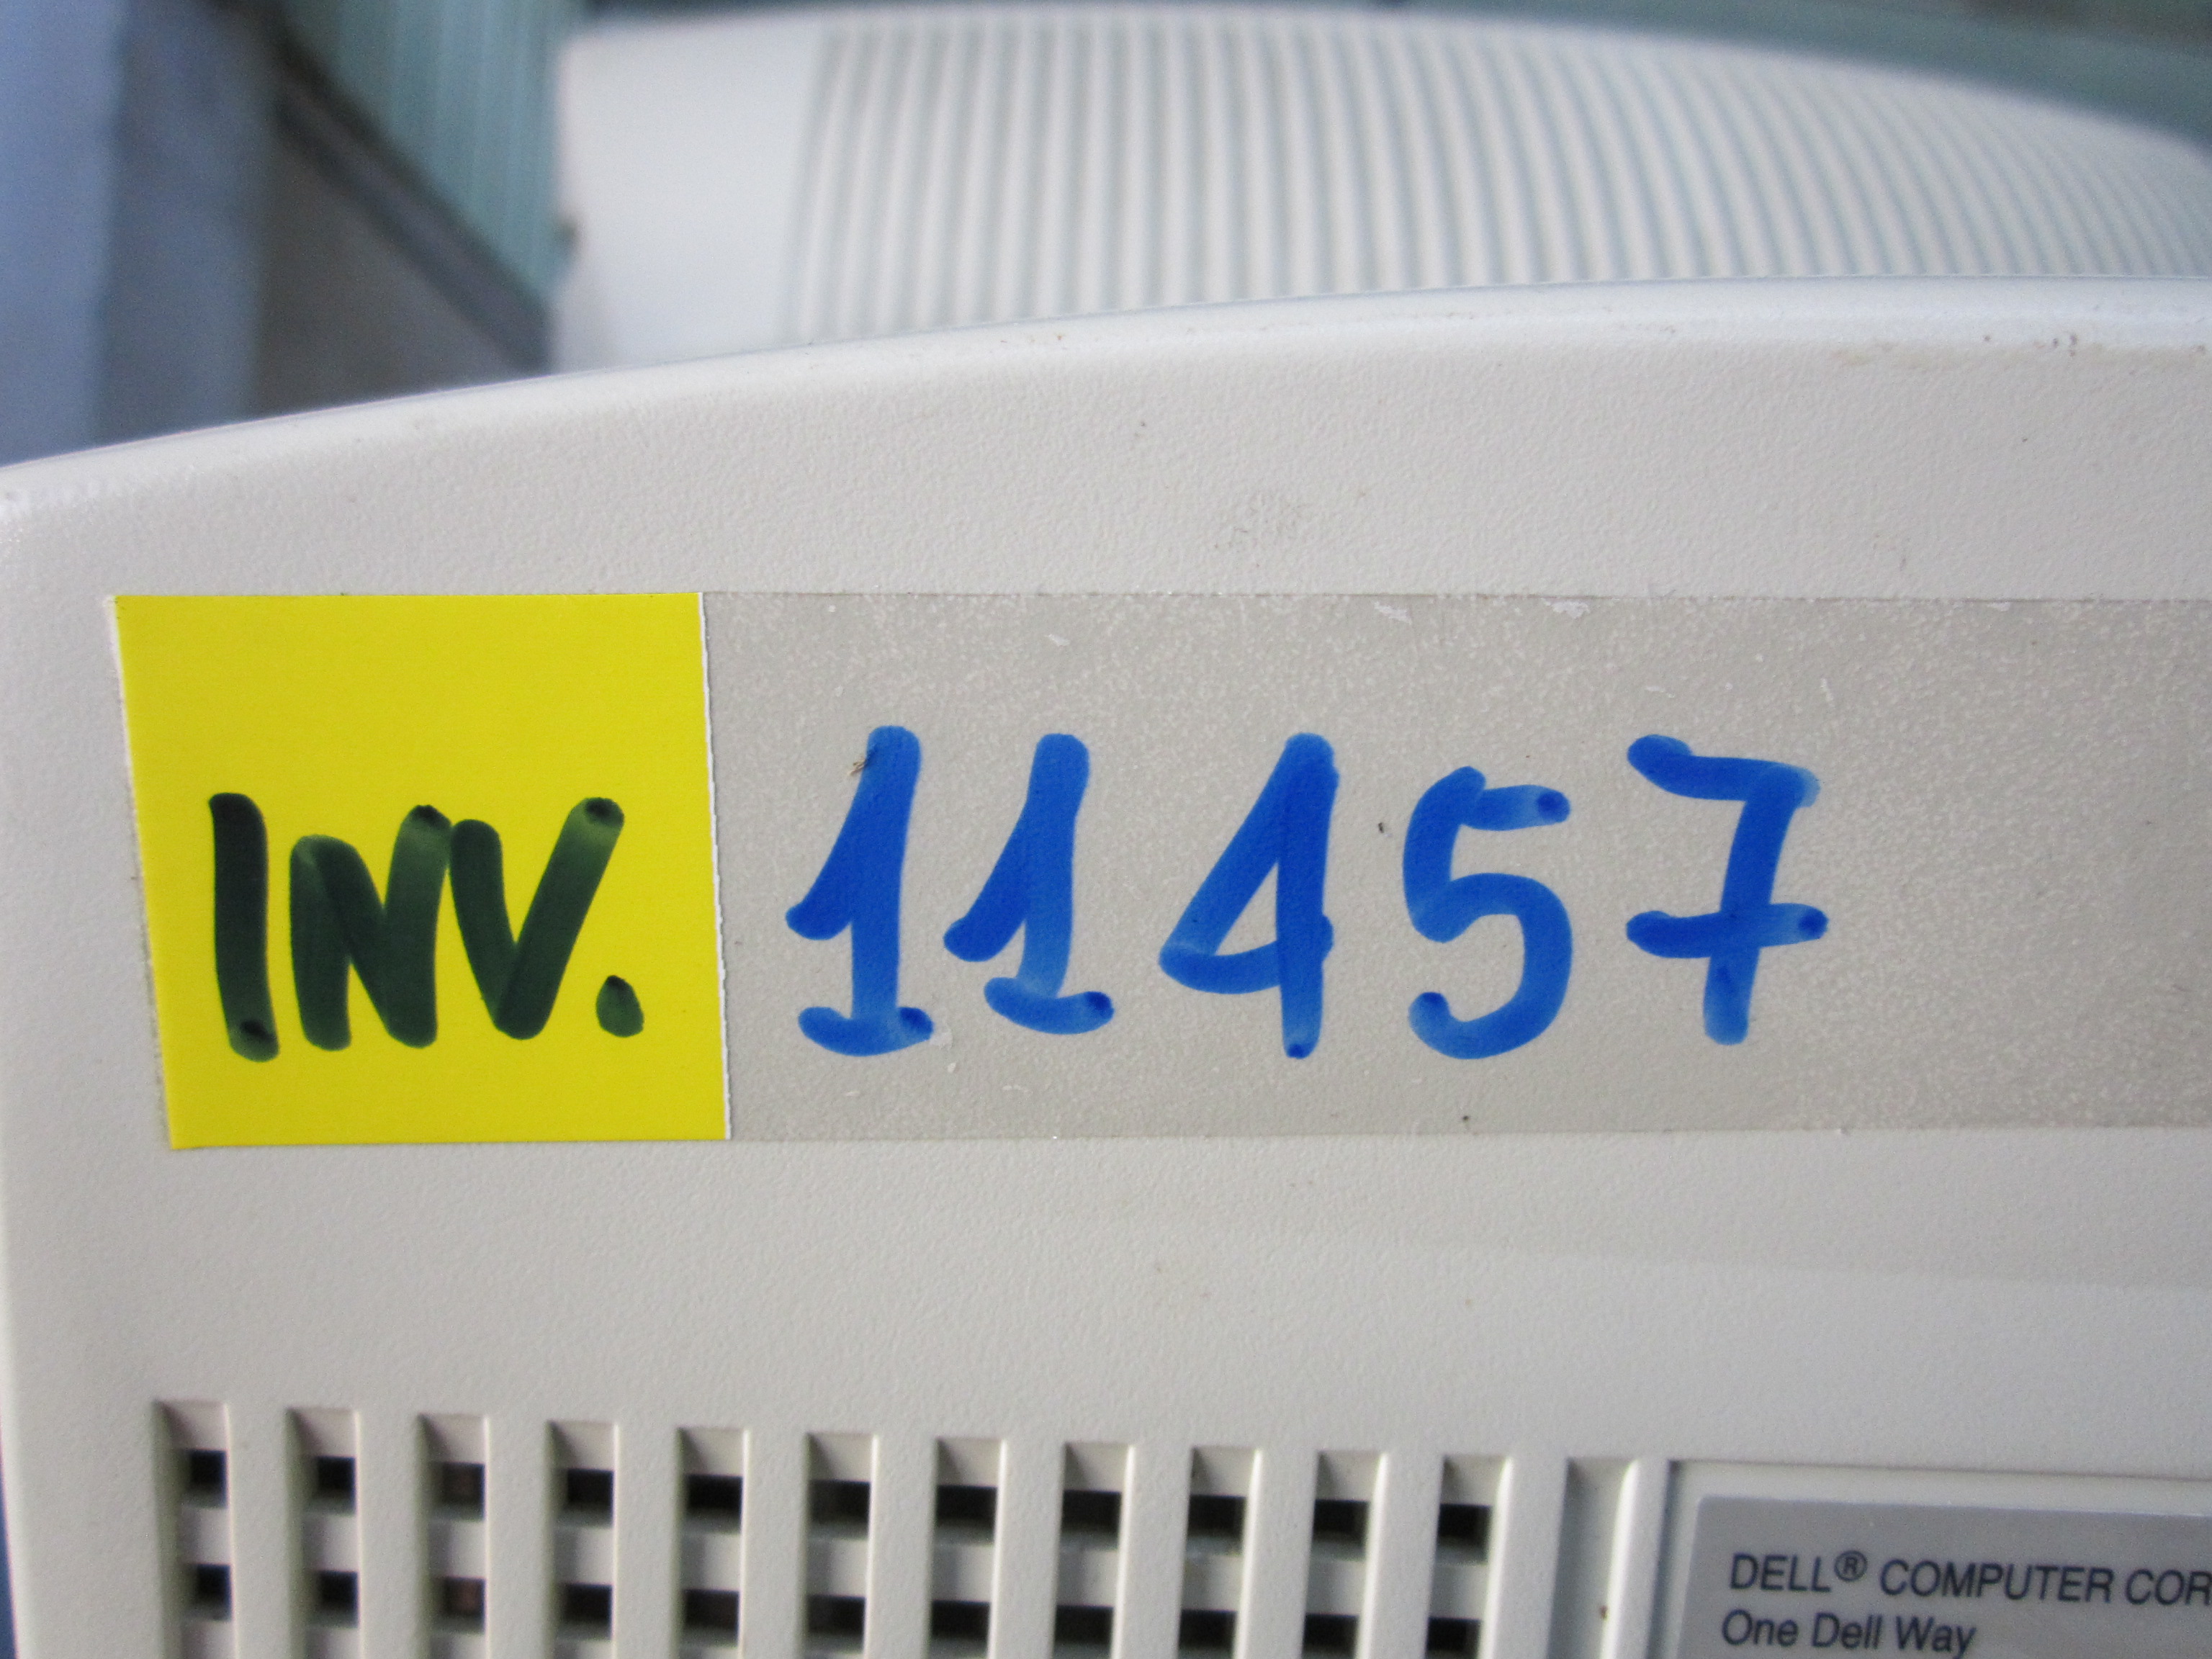 INV. 11457
DELL® COMPUTER COR
One Dell Way